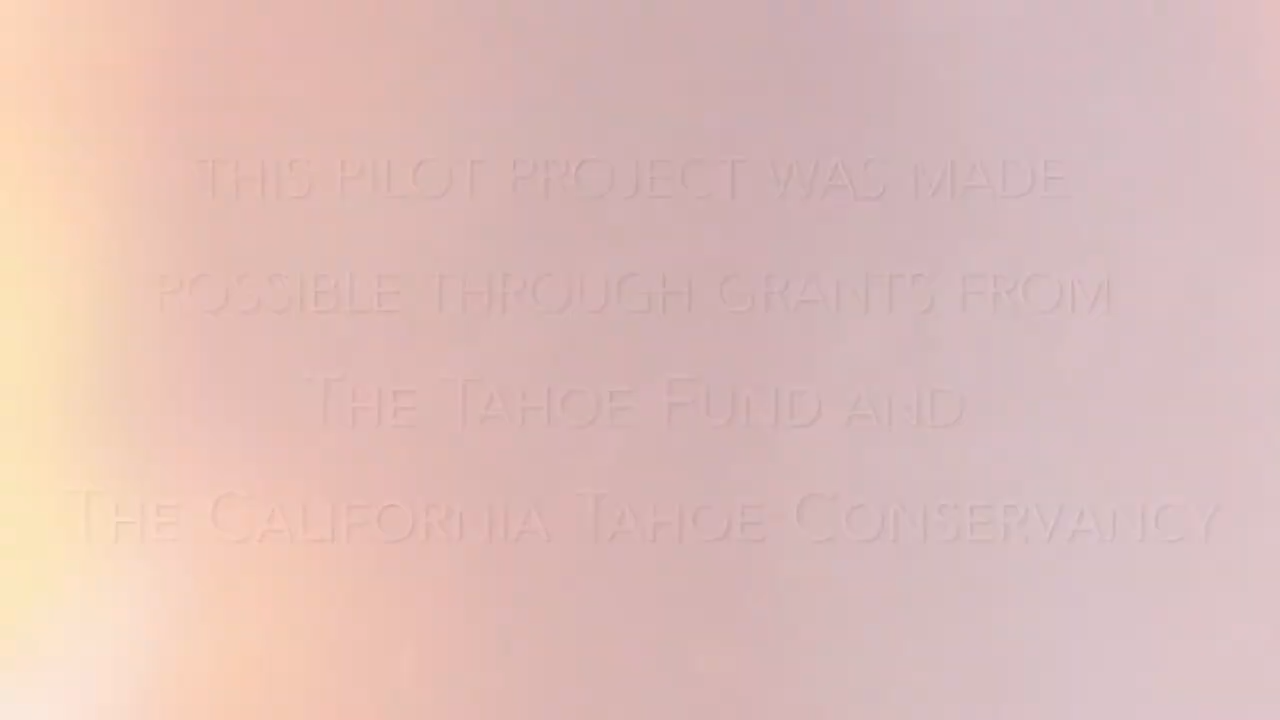 THIS PILOT PROJECT WAS MADE
POSSIBLE THROUGH GRANTS FROM
THE TAHOE FUND AND
THE CALIFORNIA TAHOE CONSERVANCY